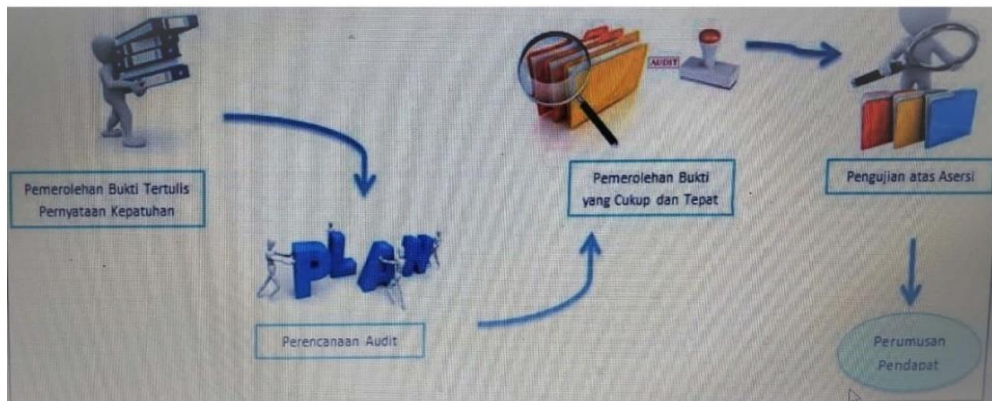 Pemerolehan Bukti Tertulis
Pernyataan Kepatuhan
PLAN
Perencanaan Audit
AUDIT
Pemerolehan Bukti
yang Cukup dan Tepat
Pengujian atas Asersi
Perumusan
Pendapat